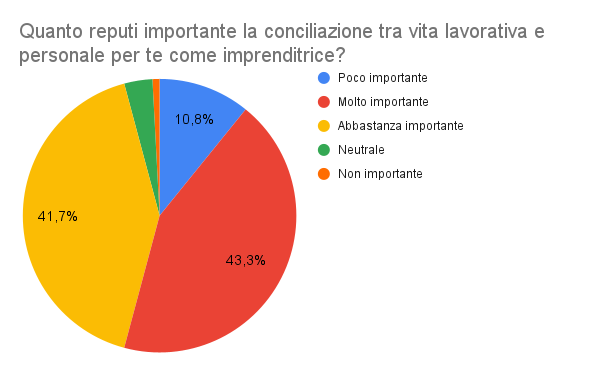 Quanto reputi importante la conciliazione tra vita lavorativa e
personale per te come imprenditrice?
Poco importante
Molto importante
Abbastanza importante
Neutrale
Non importante
10,8%
41,7%
43,3%